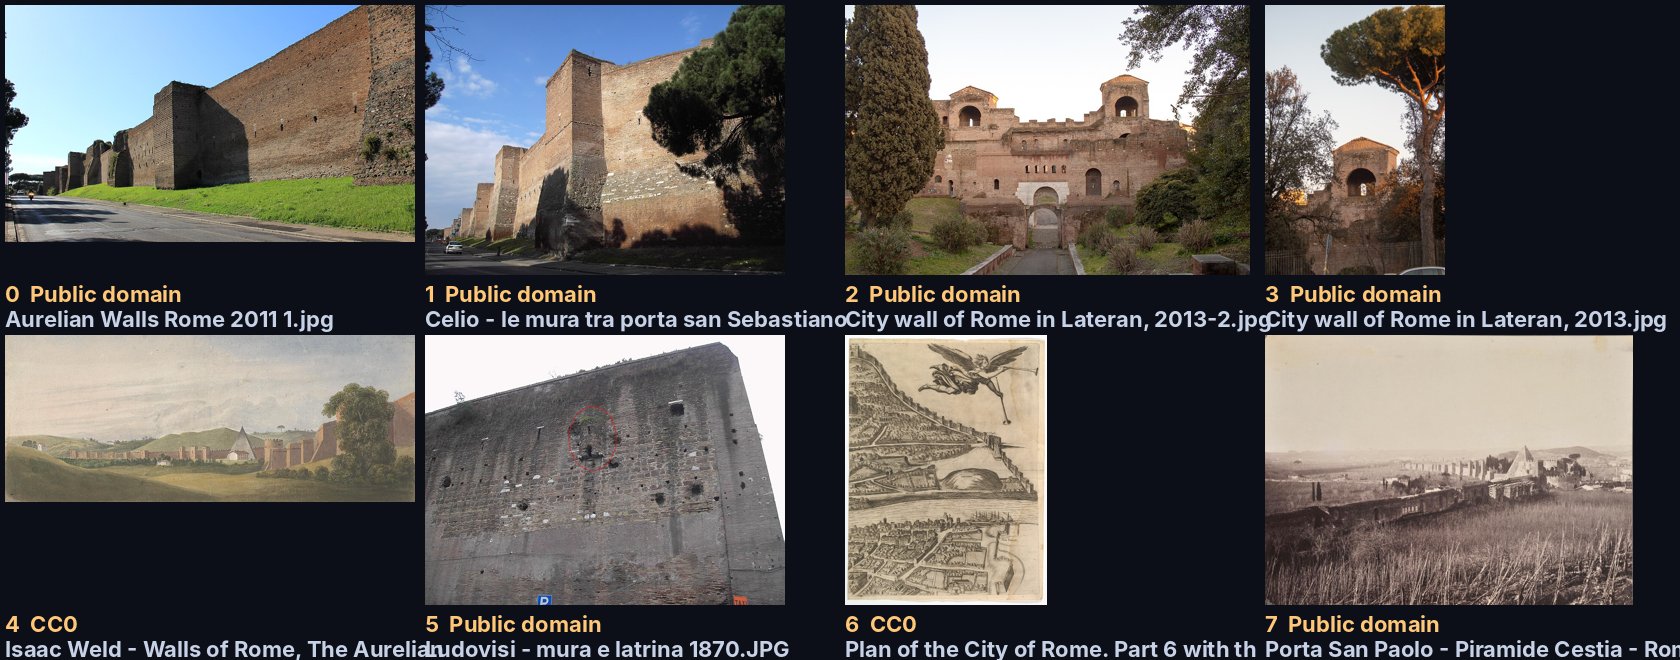 0 Public domain
Aurelian Walls Rome 2011 1.jpg
1 Public domain
Celio - le mura tra porta san Sebastiano
2 Public domain
City wall of Rome in Lateran, 2013-2.jpg
3 Public domain
City wall of Rome in Lateran, 2013.jpg
P
4 CC0
Isaac Weld - Walls of Rome, The Aurelian
5 Public domain
Ludovisi - mura e latrina 1870.JPG
6 CC0
Plan of the City of Rome. Part 6 with th
7 Public domain
Porta San Paolo - Piramide Cestia - Ro